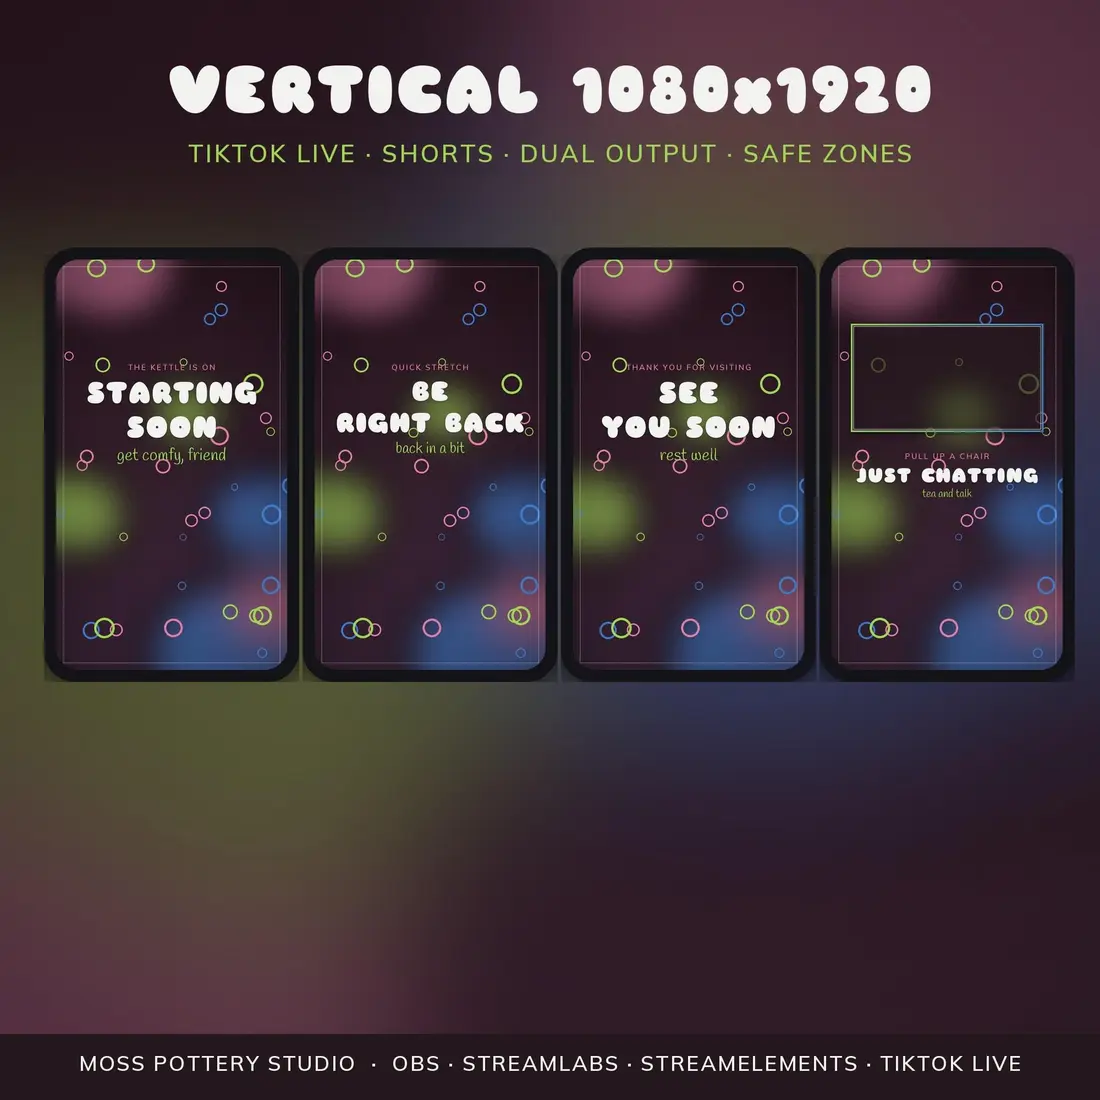 VERTICAL 1080x1920
TIKTOK LIVE · SHORTS · DUAL OUTPUT · SAFE ZONES
THE KETTLE IS ON
STARTING
SOON
get comfy, friend
QUICK STRETCH
BE
RIGHT BACK
back in a bit
THANK YOU FOR VISITING
SEE
YOU SOON
rest well
PULL UP A CHAIR
JUST CHATTING
tea and talk
MOSS POTTERY STUDIO · OBS · STREAMLABS · STREAMELEMENTS · TIKTOK LIVE